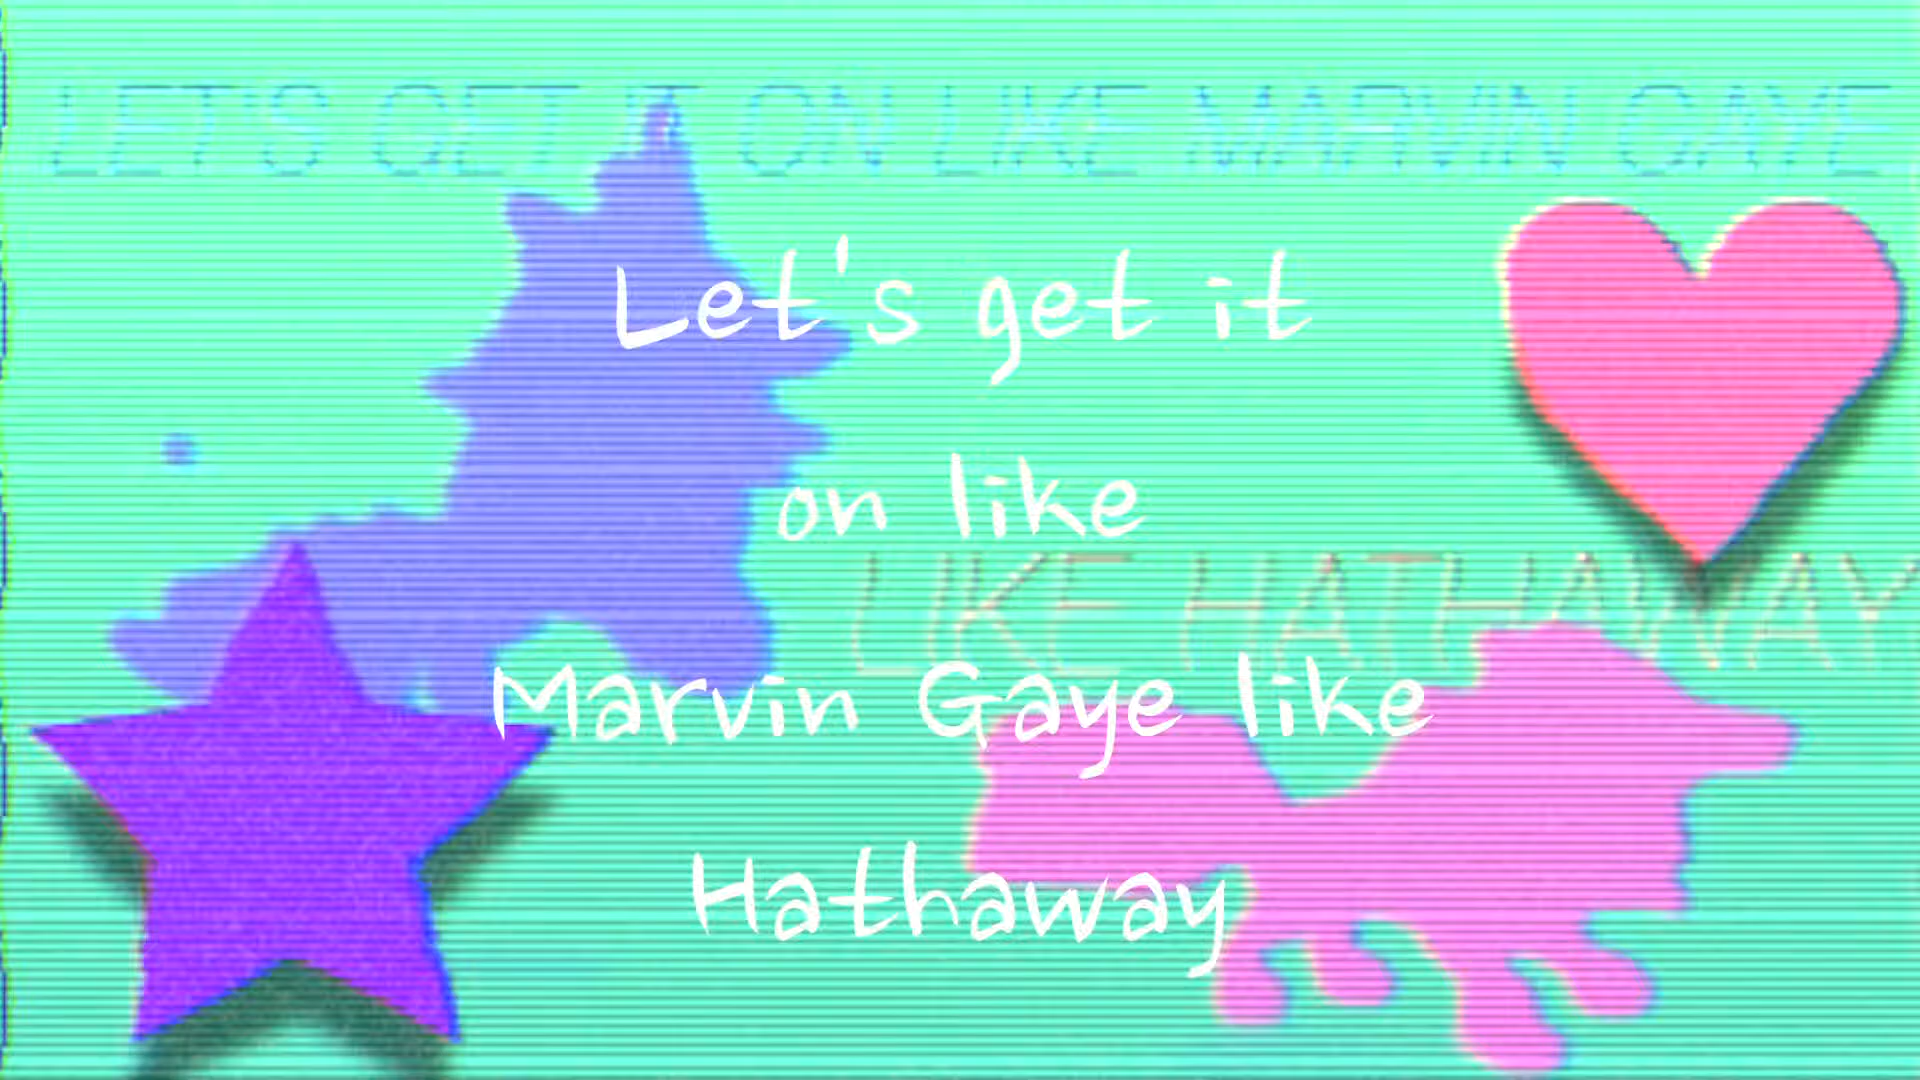 LET'S GET IT ON LIKE MARVIN GAYE
Let's get it
on like
LIKE HATHAWAY
Marvin Gaye like
Hathaway